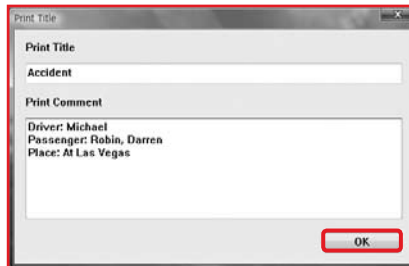 Print Title
Print Title
Accident
Print Comment
Driver: Michael
Passenger: Robin, Darren
Place: At Las Vegas
OK